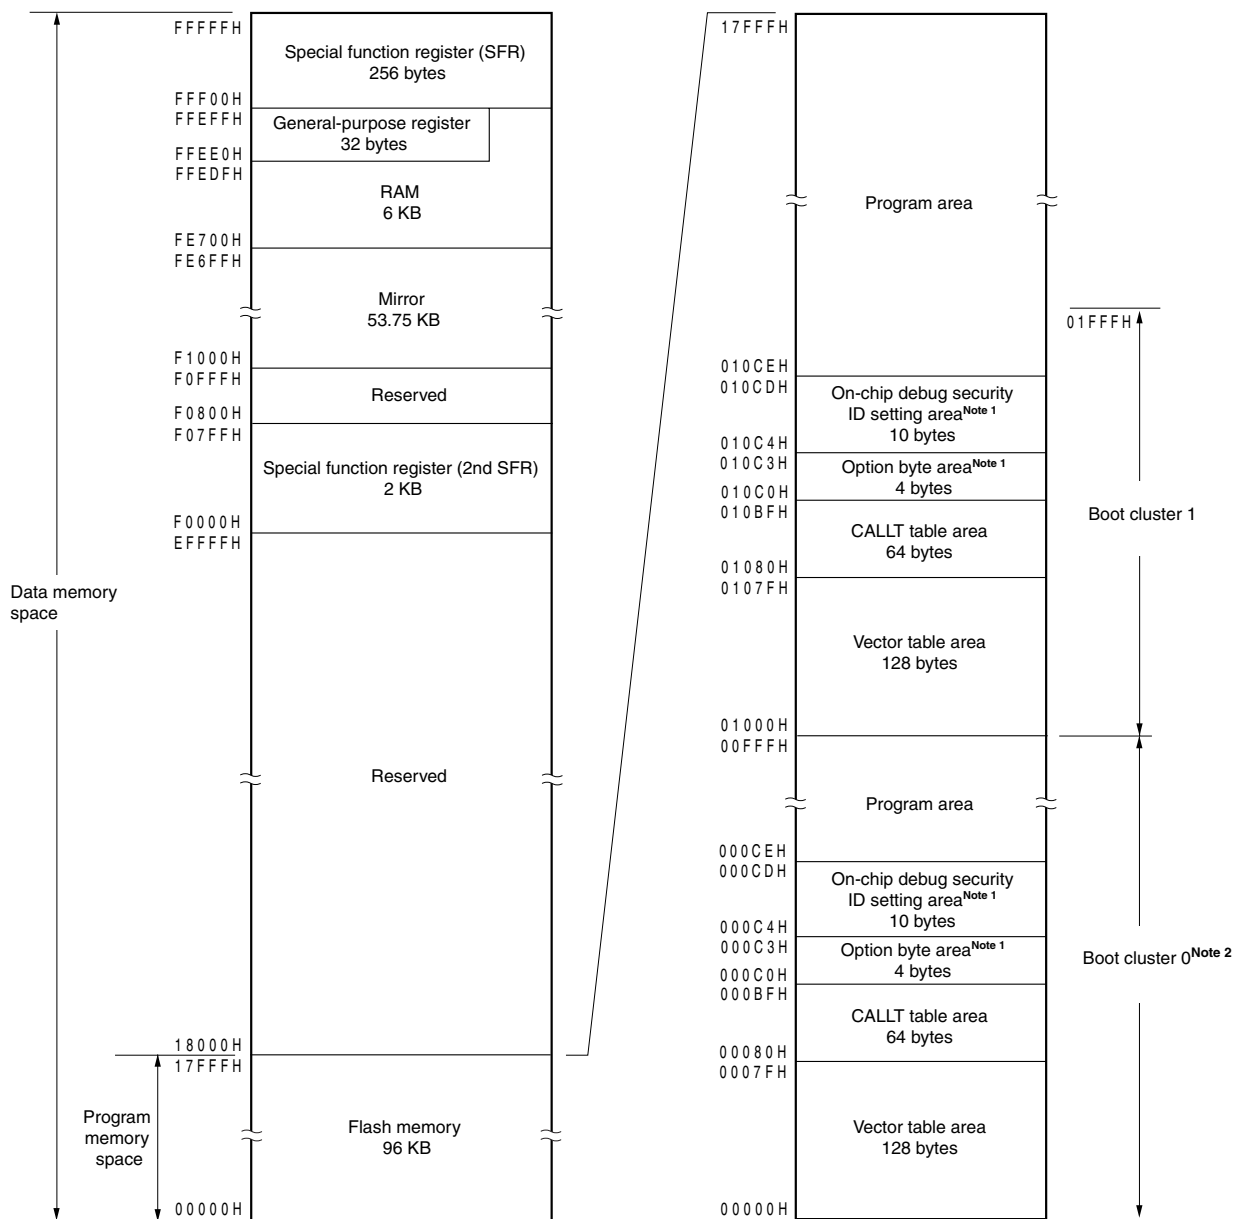 FFFFFH
Special function register (SFR)
256 bytes
FFF00H
FFEFFH
General-purpose register
32 bytes
FFEE0H
FFEDFH
RAM
6 KB
FE700H
FE6FFH
Mirror
53.75 KB
F1000H
F0FFFH
Reserved
F0800H
F07FFH
Special function register (2nd SFR)
2 KB
F0000H
EFFFFH
Data memory
space
Reserved
18000H
17FFFH
Program
memory
space
Flash memory
96 KB
00000H
17FFFH
Program area
01FFFH
010CEH
010CDH
On-chip debug security
ID setting area Note 1
10 bytes
010C4H
010C3H
Option byte area Note 1
4 bytes
010C0H
010BFH
CALLT table area
64 bytes
Boot cluster 1
01080H
0107FH
Vector table area
128 bytes
01000H
00FFFH
Program area
000CEH
000CDH
On-chip debug security
ID setting area Note 1
10 bytes
000C4H
000C3H
Option byte area Note 1
4 bytes
Boot cluster 0 Note 2
000C0H
000BFH
CALLT table area
64 bytes
00080H
0007FH
Vector table area
128 bytes
00000H